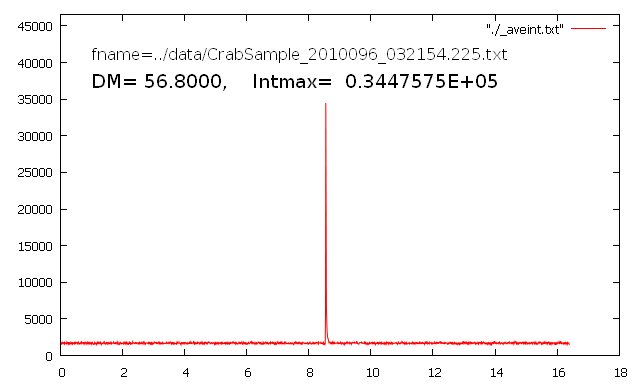 "./_aveint.txt"
fname=../data/CrabSample_2010096_032154.225.txt
DM= 56.8000,    Intmax=  0.3447575E+05
45000
40000
35000
30000
25000
20000
15000
10000
5000
0
0 2 4 6 8 10 12 14 16 18